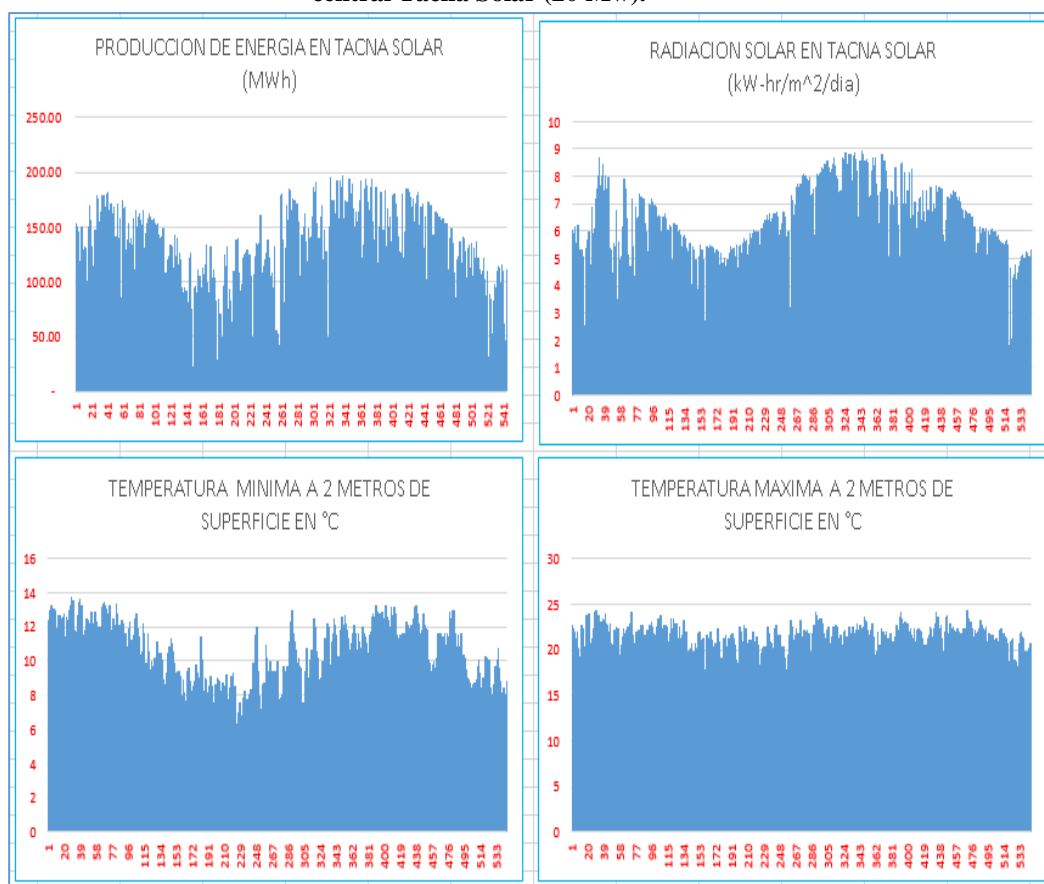 central Tacna Solar (20 MW).
PRODUCCION DE ENERGIA EN TACNA SOLAR
(MWh)
250.00
200.00
150.00
100.00
50.00
-
1 21 41 61 81 101 121 141 161 181 201 221 241 261 281 301 321 341 361 381 401 421 441 461 481 501 521 541
RADIACION SOLAR EN TACNA SOLAR
(kW-hr/m^2/dia)
10
9
8
7
6
5
4
3
2
1
0
1 20 39 58 77 96 115 134 153 172 191 210 229 248 267 286 305 324 343 362 381 400 419 438 457 476 495 514 533
TEMPERATURA MINIMA A 2 METROS DE
SUPERFICIE EN °C
16
14
12
10
8
6
4
2
0
1 20 39 58 77 96 115 134 153 172 191 210 229 248 267 286 305 324 343 362 381 400 419 438 457 476 495 514 533
TEMPERATURA MAXIMA A 2 METROS DE
SUPERFICIE EN °C
30
25
20
15
10
5
0
1 20 39 58 77 96 115 134 153 172 191 210 229 248 267 286 305 324 343 362 381 400 419 438 457 476 495 514 533